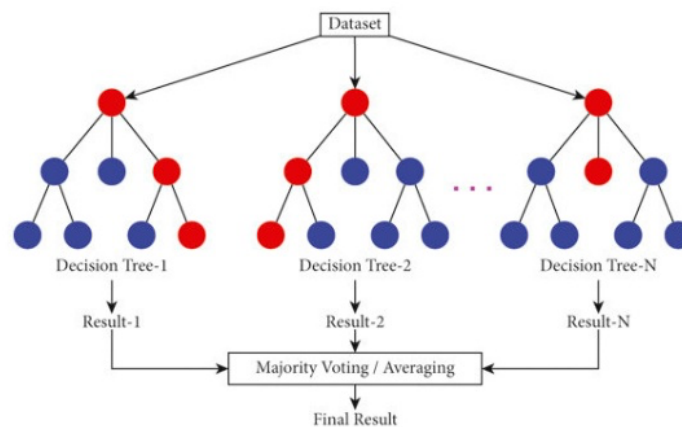 Dataset
Decision Tree-1
Decision Tree-2
Decision Tree-N
Result-1
Result-2
Result-N
Majority Voting / Averaging
Final Result